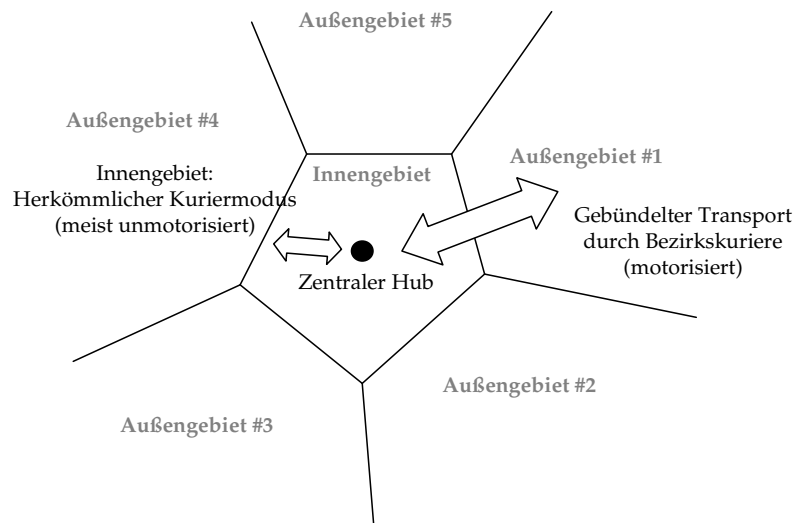 Außengebiet #5
Außengebiet #4
Außengebiet #1
Innengebiet:
Herkömmlicher Kuriermodus
(meist unmotorisiert)
Innengebiet
Gebündelter Transport
durch Bezirkskuriere
(motorisiert)
Zentraler Hub
Außengebiet #2
Außengebiet #3